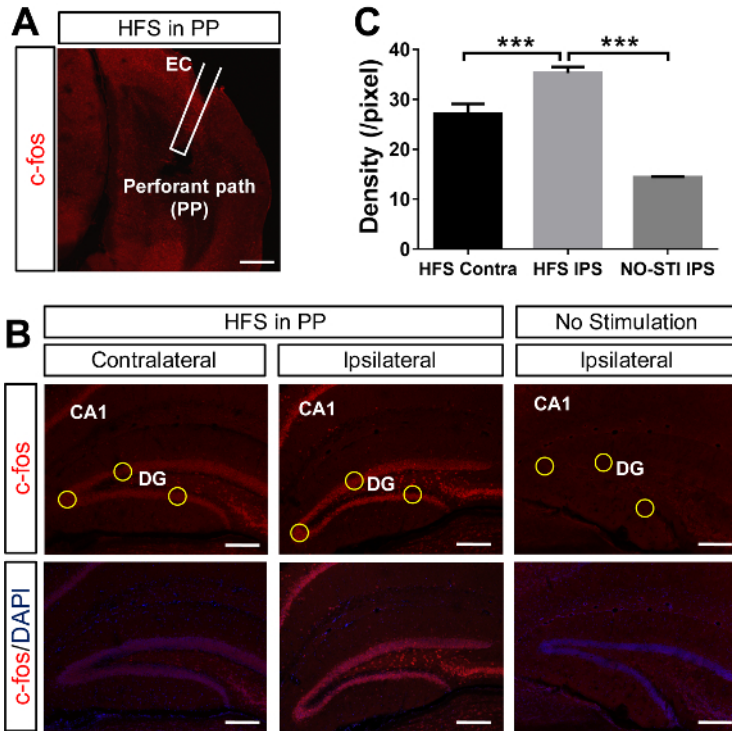 A
HFS in PP
c-fos
EC
Perforant path
(PP)
C
Density (/pixel)
40
30
20
10
0
***
***
HFS Contra
HFS IPS
NO-STI IPS
B
HFS in PP
No Stimulation
Contralateral
Ipsilateral
Ipsilateral
c-fos
CA1
DG
CA1
DG
CA1
DG
c-fos/DAPI